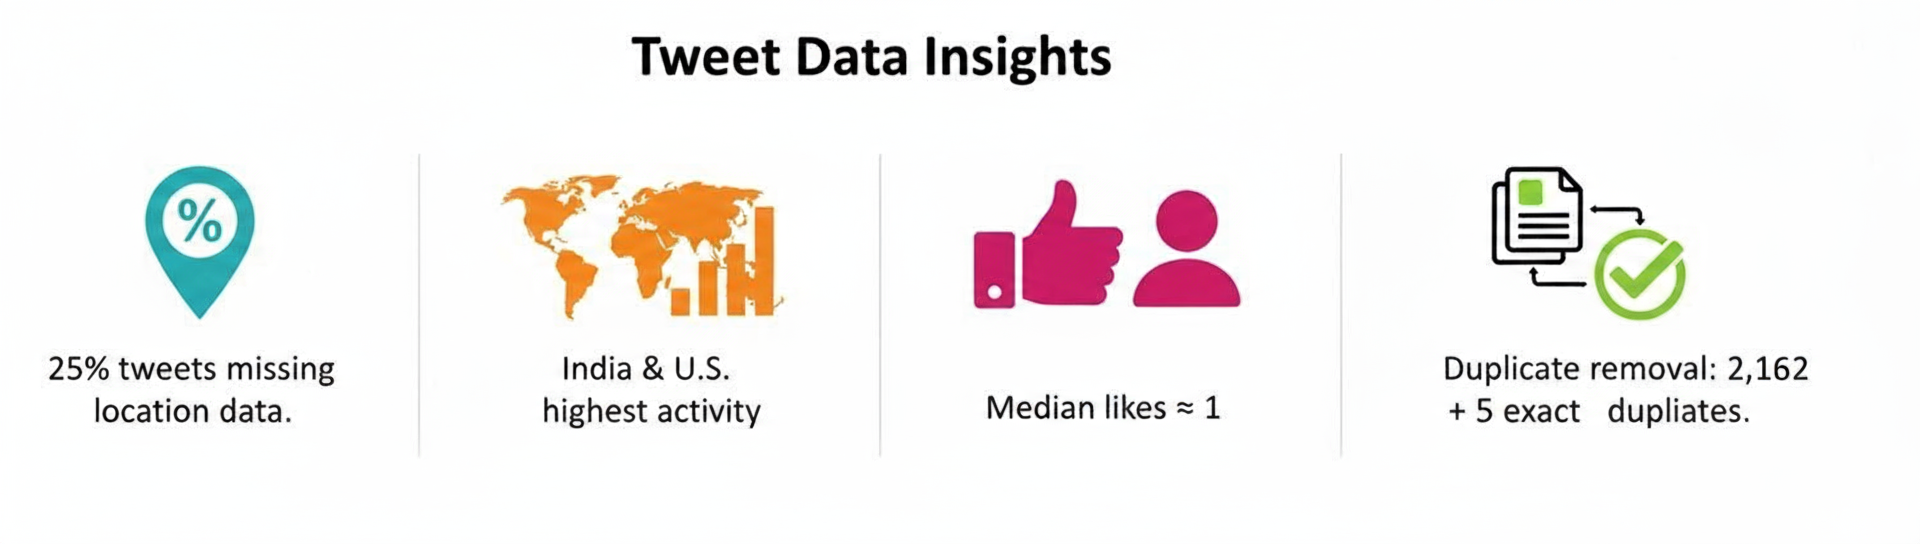 Tweet Data Insights
%
25% tweets missing
location data.
India & U.S.
highest activity
Median likes ≈ 1
Duplicate removal: 2,162
+ 5 exact dupliates.